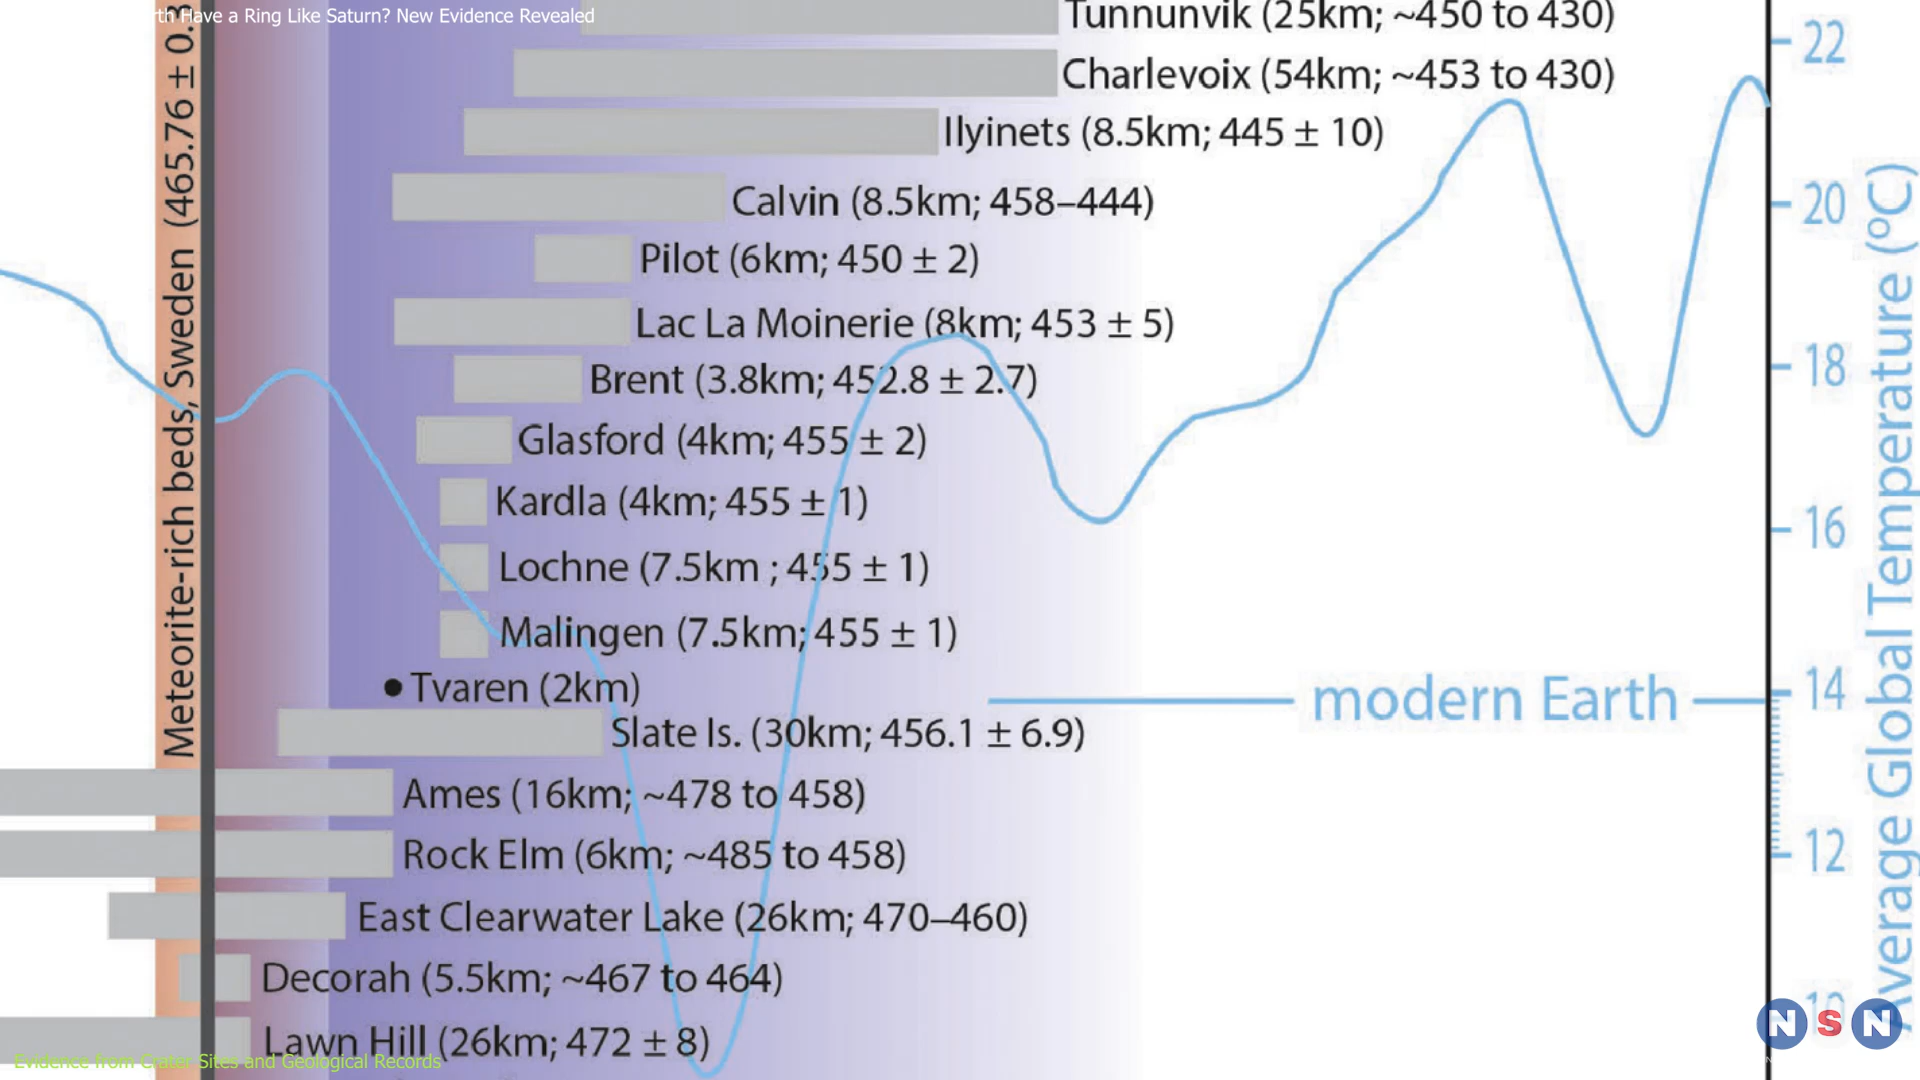 rth Have a Ring Like Saturn? New Evidence Revealed
Tunnunvik (25km; ~450 to 430)
Charlevoix (54km; ~453 to 430)
Ilyinets (8.5km; 445 ± 10)
Calvin (8.5km; 458–444)
Pilot (6km; 450 ± 2)
Lac La Moinerie (8km; 453 ± 5)
Brent (3.8km; 452.8 ± 2.7)
Glasford (4km; 455 ± 2)
Kardla (4km; 455 ± 1)
Lochne (7.5km ; 455 ± 1)
Malingen (7.5km; 455 ± 1)
Tvaren (2km)
Slate Is. (30km; 456.1 ± 6.9)
Ames (16km; ~478 to 458)
Rock Elm (6km; ~485 to 458)
East Clearwater Lake (26km; 470–460)
Decorah (5.5km; ~467 to 464)
Lawn Hill (26km; 472 ± 8)
Meteorite-rich beds, Sweden (465.76 ± 0.3
modern Earth
22
20
18
16
14
12
10
Average Global Temperature (ºC)
Evidence from Crater Sites and Geological Records
N S N